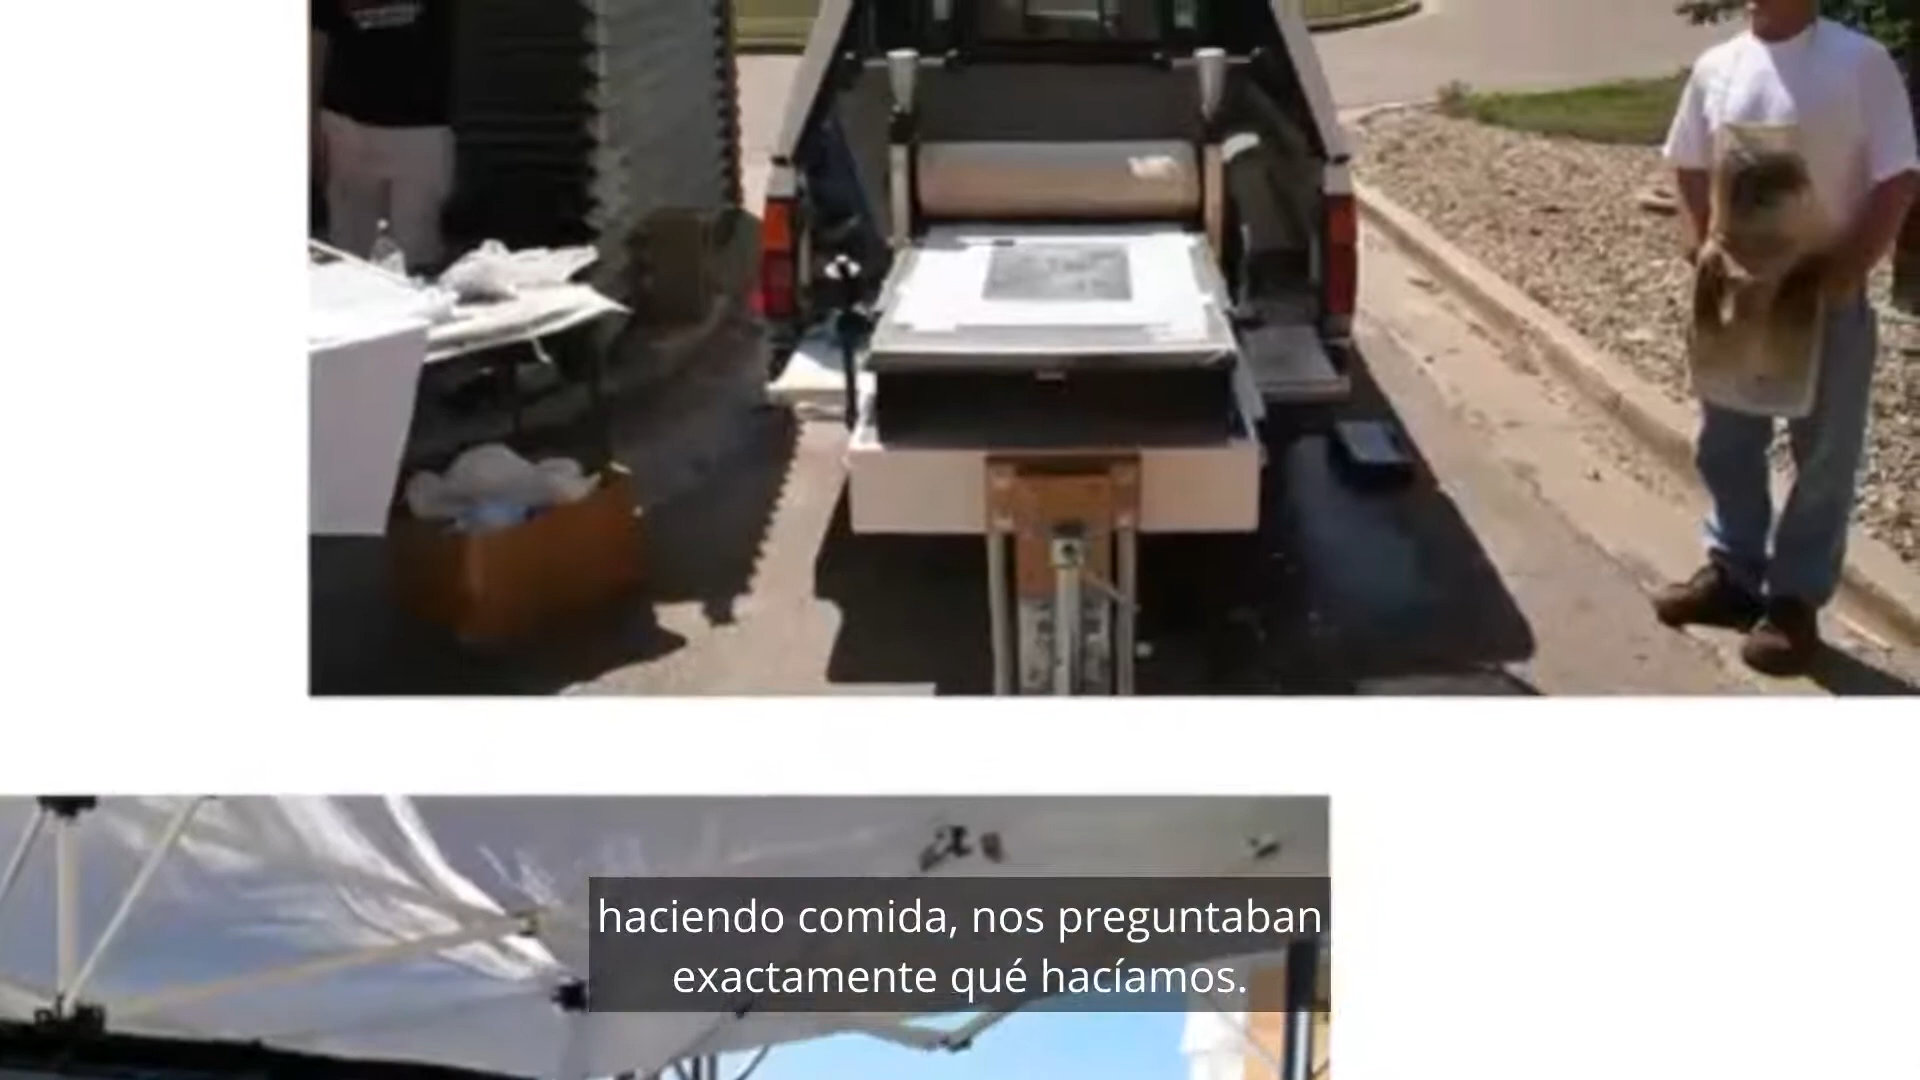 haciendo comida, nos preguntaban
exactamente qué hacíamos.